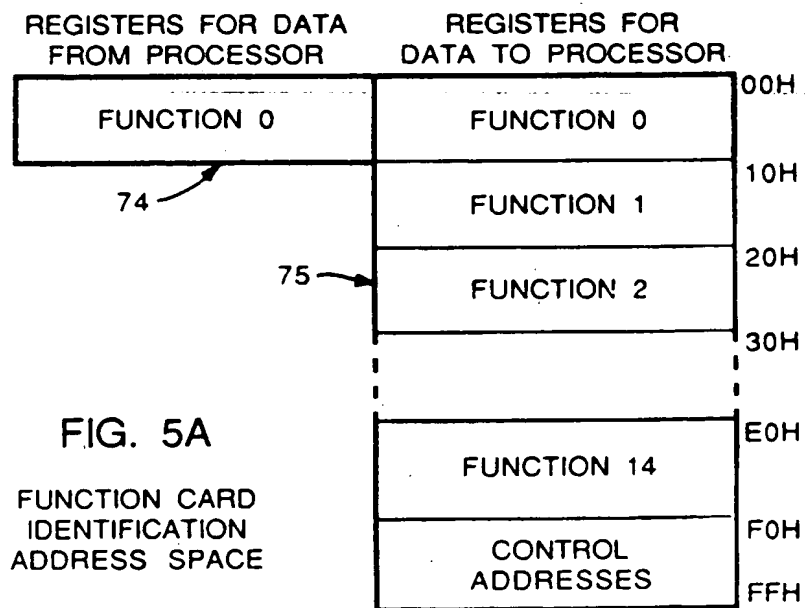 REGISTERS FOR DATA
FROM PROCESSOR
REGISTERS FOR
DATA TO PROCESSOR
00H
FUNCTION 0
FUNCTION 0
10H
74
FUNCTION 1
20H
75
FUNCTION 2
30H
FIG. 5A
FUNCTION CARD
IDENTIFICATION
ADDRESS SPACE
E0H
FUNCTION 14
F0H
CONTROL
ADDRESSES
FFH